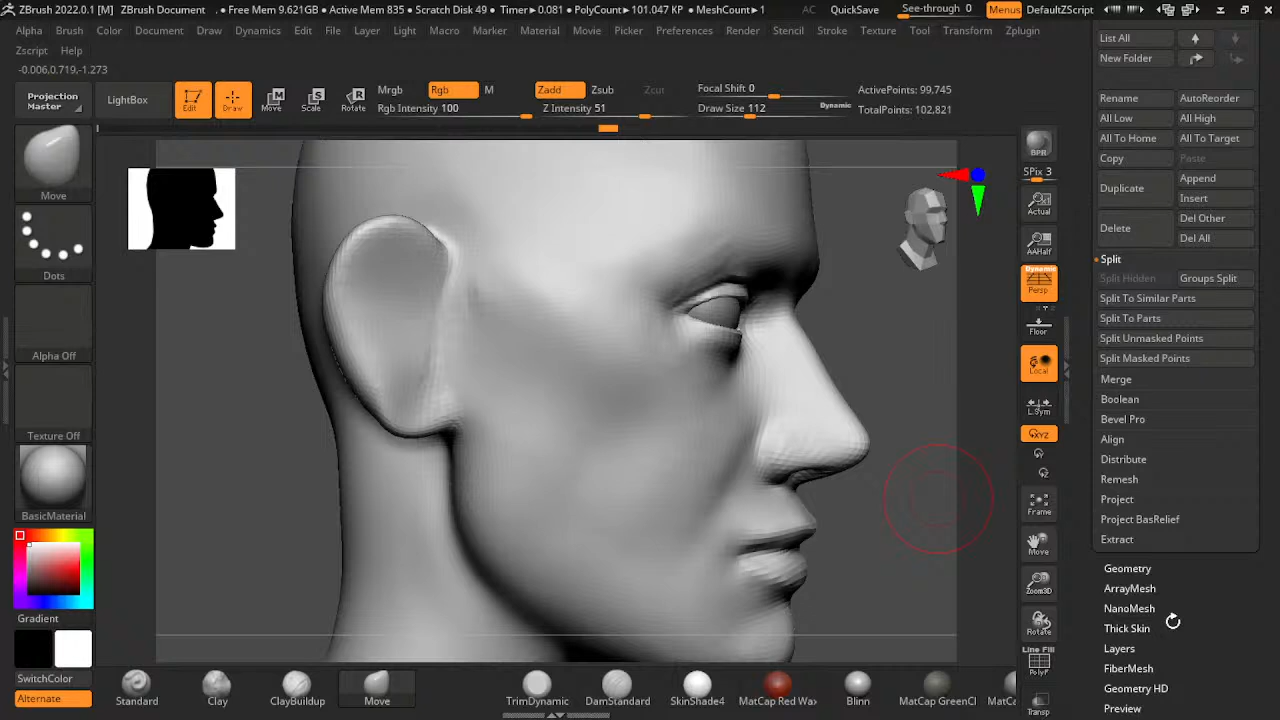 ZBrush 2022.0.1 [M] ZBrush Document . • Free Mem 9.621GB • Active Mem 835 • Scratch Disk 49 • Timer►0.081 • PolyCount►101.047 KP • MeshCount►1 AC QuickSave See-through 0 Menus DefaultZScript
Alpha Brush Color Document Draw Dynamics Edit File Layer Light Macro Marker Material Movie Picker Preferences Render Stencil Stroke Texture Tool Transform Zplugin
Zscript Help
-0.006,0.719,-1.273
Projection Master
LightBox
Edit
Draw
Move
Scale
Rotate
Mrgb Rgb M
Rgb Intensity 100
Zadd Zsub Zcut
Z Intensity 51
Focal Shift 0
Draw Size 112 Dynamic
ActivePoints: 99,745
TotalPoints: 102,821
Move
Dots
Alpha Off
Texture Off
BasicMaterial
Gradient
SwitchColor
Alternate
BPR
SPix 3
Actual
AAHalf
Dynamic
Persp
Floor
Local
L.Sym
XYZ
Frame
Move
Zoom3D
Rotate
Line Fill
PolyF
Transp
Standard
Clay
ClayBuildup
Move
TrimDynamic
DamStandard
SkinShade4
MatCap Red Wax
Blinn
MatCap GreenCl
List All
New Folder
Rename AutoReorder
All Low All High
All To Home All To Target
Copy Paste
Duplicate Append
Insert
Delete Del Other
Del All
Split
Split Hidden Groups Split
Split To Similar Parts
Split To Parts
Split Unmasked Points
Split Masked Points
Merge
Boolean
Bevel Pro
Align
Distribute
Remesh
Project
Project BasRelief
Extract
Geometry
ArrayMesh
NanoMesh
Thick Skin
Layers
FiberMesh
Geometry HD
Preview